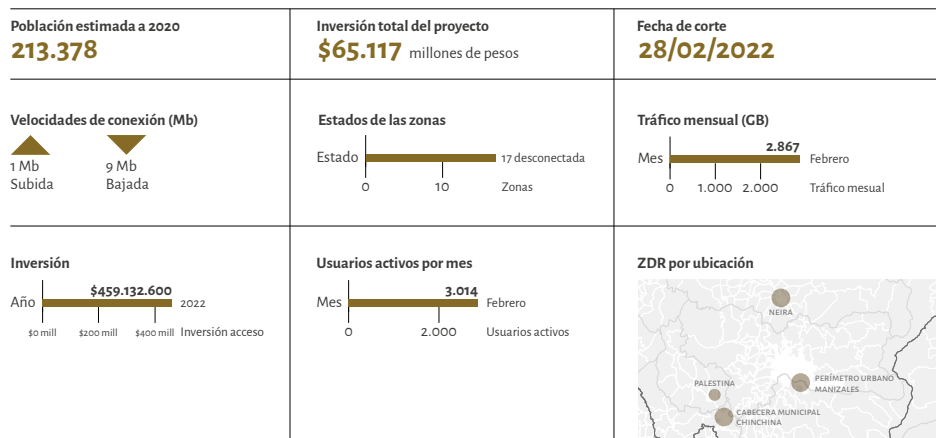 Población estimada a 2020
213.378
Inversión total del proyecto
$65.117 millones de pesos
Fecha de corte
28/02/2022
Velocidades de conexión (Mb)
1 Mb
Subida
9 Mb
Bajada
Estados de las zonas
Estado
17 desconectada
0
10
Zonas
Tráfico mensual (GB)
2.867
Mes
Febrero
0
1.000
2.000
Tráfico mesual
Inversión
$459.132.600
Año
2022
$0 mill
$200 mill
$400 mill
Inversión acceso
Usuarios activos por mes
3.014
Mes
Febrero
0
2.000
Usuarios activos
ZDR por ubicación
NEIRA
PERÍMETRO URBANO
MANIZALES
PALESTINA
CABECERA MUNICIPAL
CHINCHINA